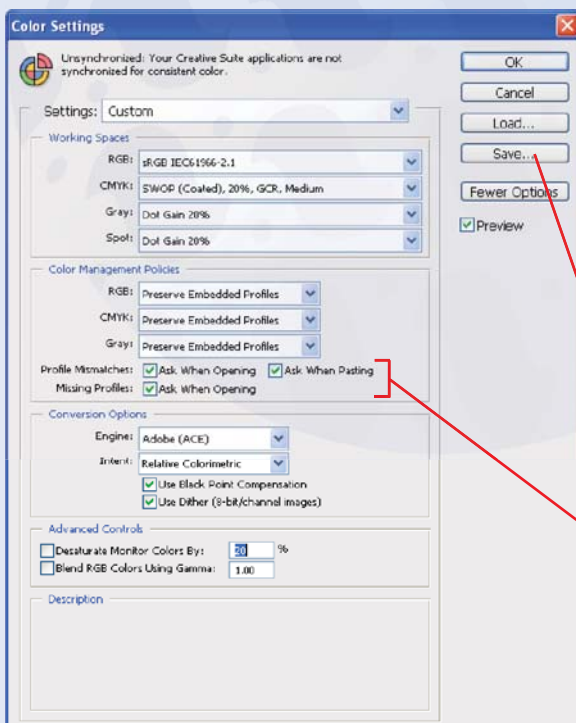 Color Settings
Unsynchronized: Your Creative Suite applications are not
synchronized for consistent color.
OK
Cancel
Load...
Save...
Fewer Options
Preview
Settings: Custom
Working Spaces
RGB: sRGB IEC61966-2.1
CMYK: SWOP (Coated), 20%, GCR, Medium
Gray: Dot Gain 20%
Spot: Dot Gain 20%
Color Management Policies
RGB: Preserve Embedded Profiles
CMYK: Preserve Embedded Profiles
Gray: Preserve Embedded Profiles
Profile Mismatches: Ask When Opening Ask When Pasting
Missing Profiles: Ask When Opening
Conversion Options
Engine: Adobe (ACE)
Intent: Relative Colorimetric
Use Black Point Compensation
Use Dither (8-bit/channel images)
Advanced Controls
Desaturate Monitor Colors By: 20 %
Blend RGB Colors Using Gamma: 1.00
Description